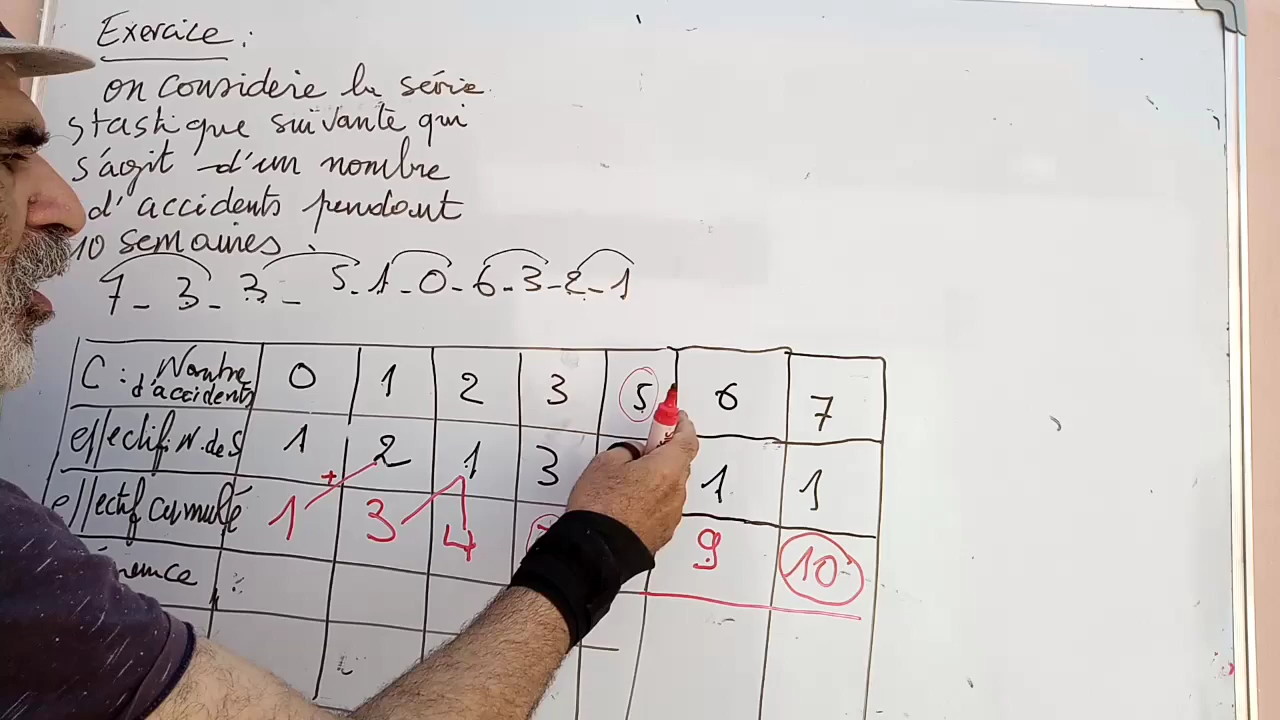 Exercice :
on considère la série
stastique suivante qui
s'agit d'un nombre
d'accidents pendant
10 semaines :
7 - 3 - 3 - 5 - 1 - 0 - 6 - 3 - 2 - 1
C : Nombre d'accidents 0 1 2 3 5 6 7
effectif: N. de S 1 2 1 3 1 1
effectif cumulé 1 + 3 4 9 10